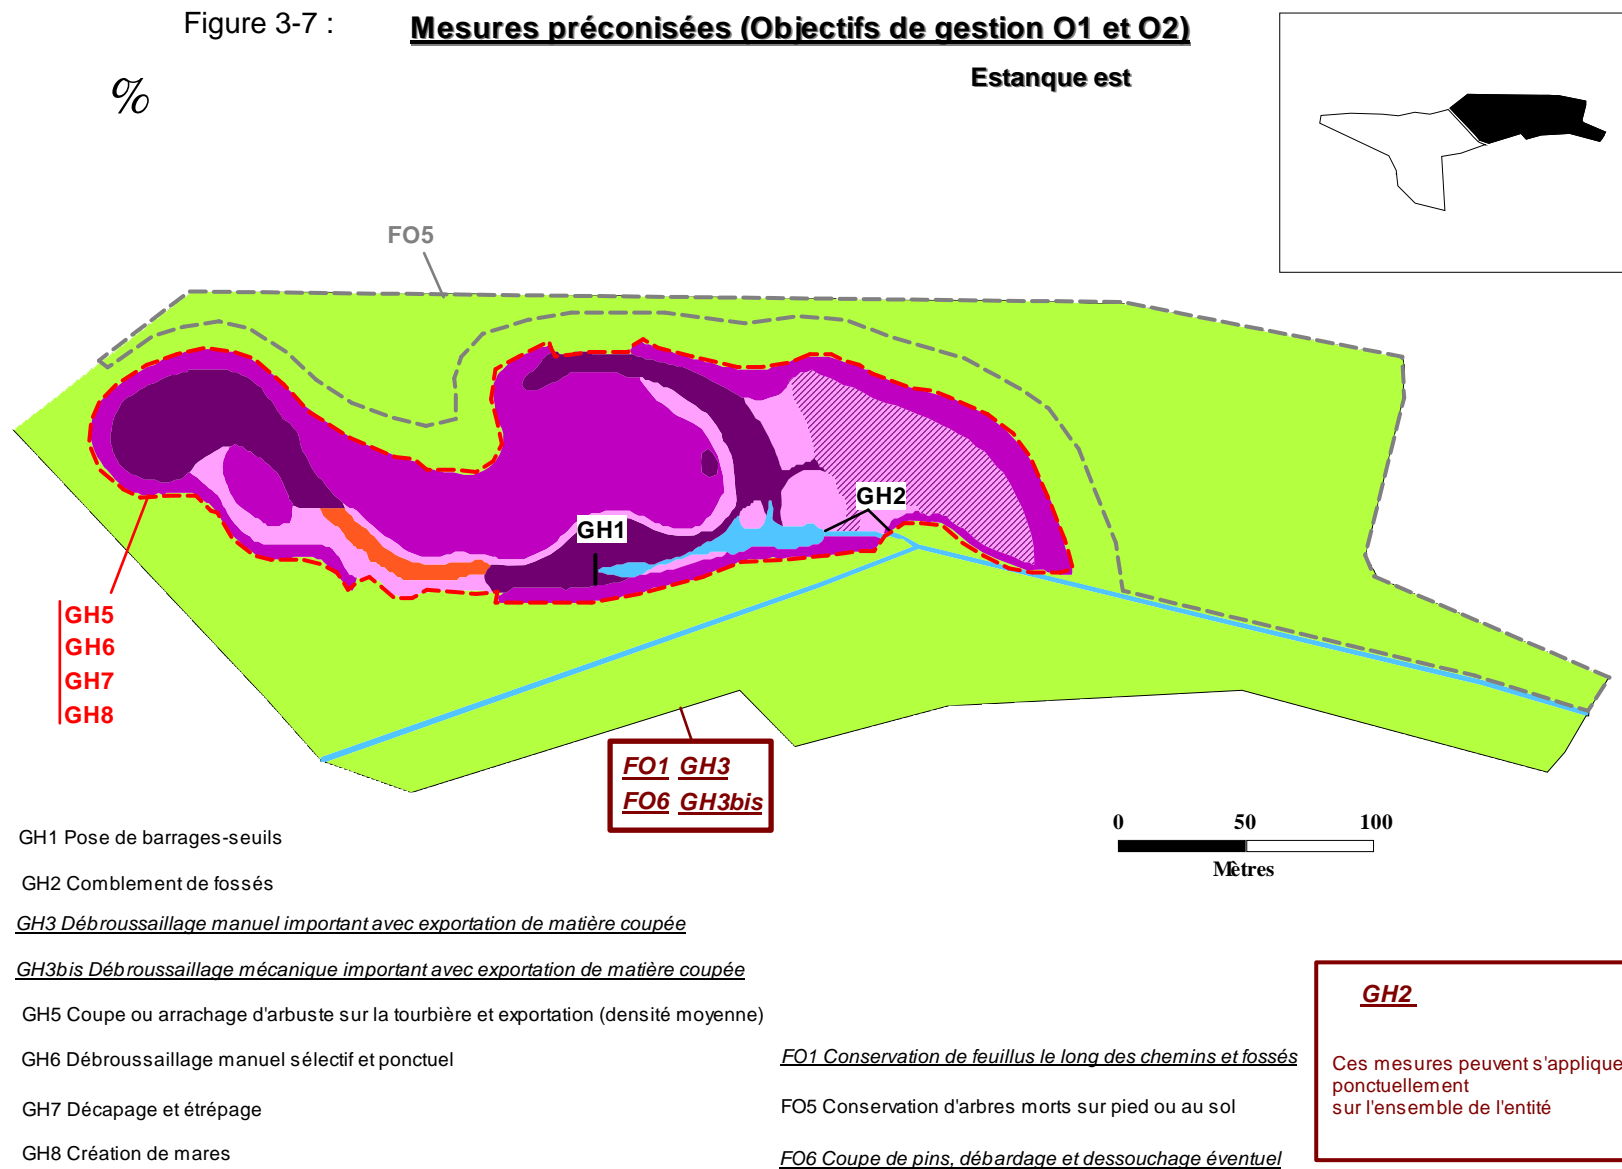 Figure 3-7 :
Mesures préconisées (Objectifs de gestion O1 et O2)
Estanque est
%
FO5
GH1
GH2
GH5
GH6
GH7
GH8
FO1 GH3
FO6 GH3bis
0 50 100
Mètres
GH1 Pose de barrages-seuils
GH2 Comblement de fossés
GH3 Débroussaillage manuel important avec exportation de matière coupée
GH3bis Débroussaillage mécanique important avec exportation de matière coupée
GH5 Coupe ou arrachage d'arbuste sur la tourbière et exportation (densité moyenne)
GH6 Débroussaillage manuel sélectif et ponctuel
GH7 Décapage et étrépage
GH8 Création de mares
FO1 Conservation de feuillus le long des chemins et fossés
FO5 Conservation d'arbres morts sur pied ou au sol
FO6 Coupe de pins, débardage et dessouchage éventuel
GH2
Ces mesures peuvent s'applique
ponctuellement
sur l'ensemble de l'entité